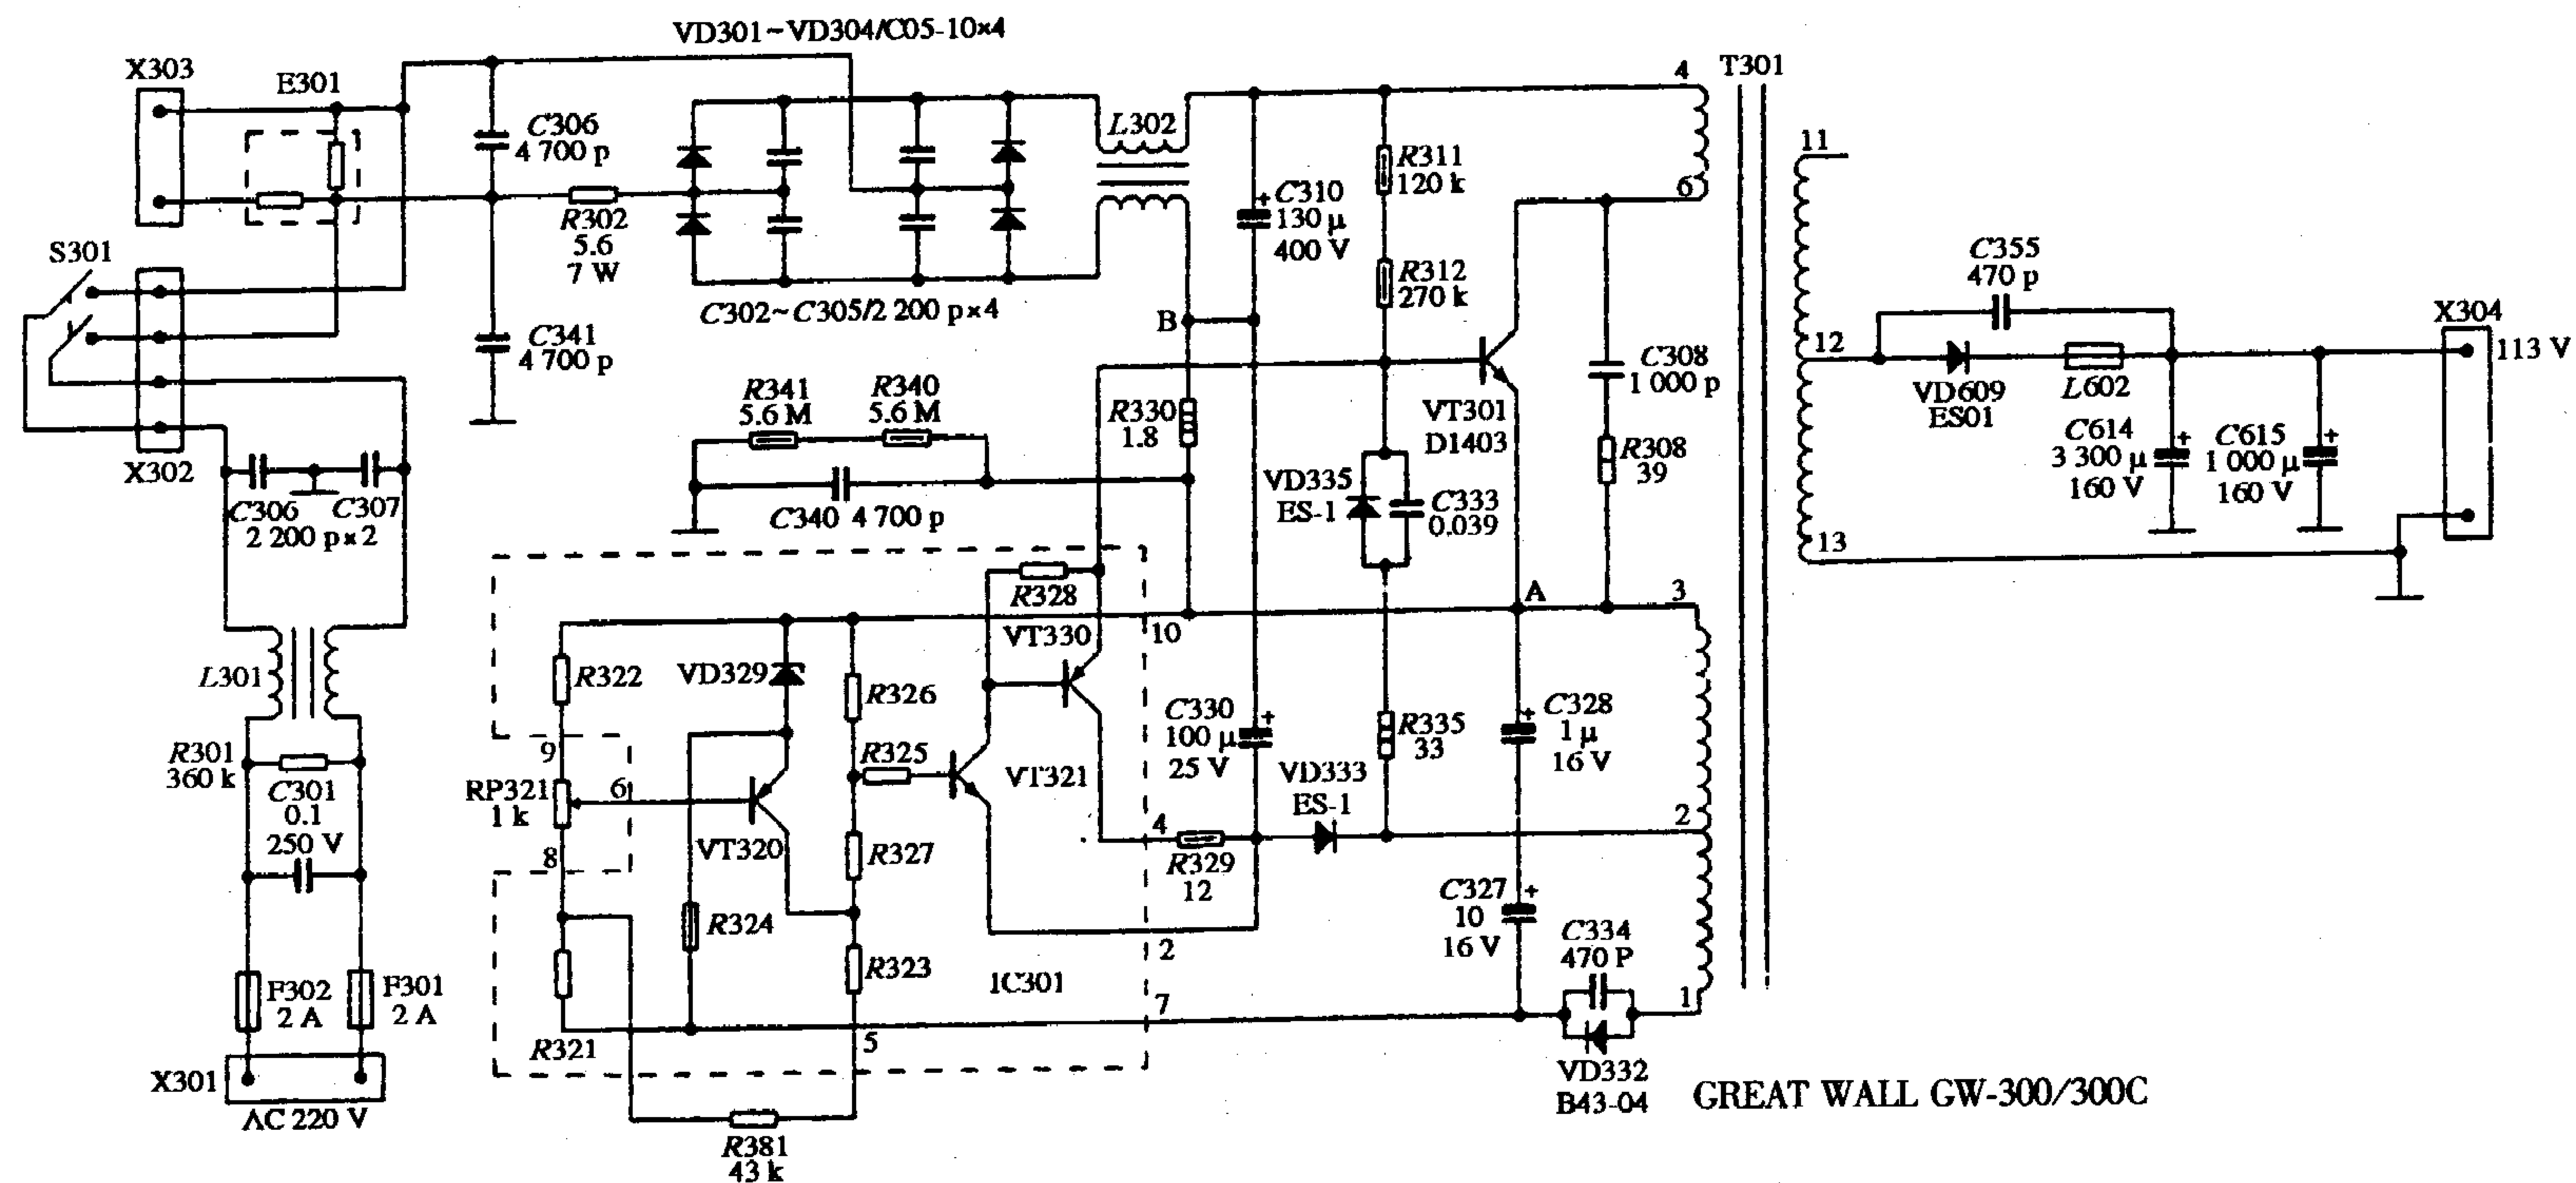 VD301~VD304/C05-10×4
X303
E301
C306
4 700 p
L302
4
T301
11
R311
120 k
6
C310
130 μ
400 V
R302
5.6
7 W
S301
C355
470 p
R312
270 k
C302~C305/2 200 p×4
B
X304
C341
4 700 p
12
113 V
C308
1 000 p
VD609
ES01
L602
R341
5.6 M
R340
5.6 M
R330
1.8
VT301
D1403
C614
3 300 μ
160 V
C615
1 000 μ
160 V
R308
39
X302
VD335
ES-1
C333
0.039
C306
C307
2 200 p×2
C340 4 700 p
13
R328
A
3
VT330
10
L301
R322
VD329
R326
C330
100 μ
25 V
R335
33
C328
1 μ
16 V
R301
360 k
9
R325
C301
0.1
250 V
RP321
1 k
6
VT321
VD333
ES-1
4
2
8
VT320
R327
R329
12
C327
10
16 V
R324
2
C334
470 P
R323
F302
2 A
F301
2 A
IC301
7
1
R321
5
X301
AC 220 V
VD332
B43-04
GREAT WALL GW-300/300C
R381
43 k